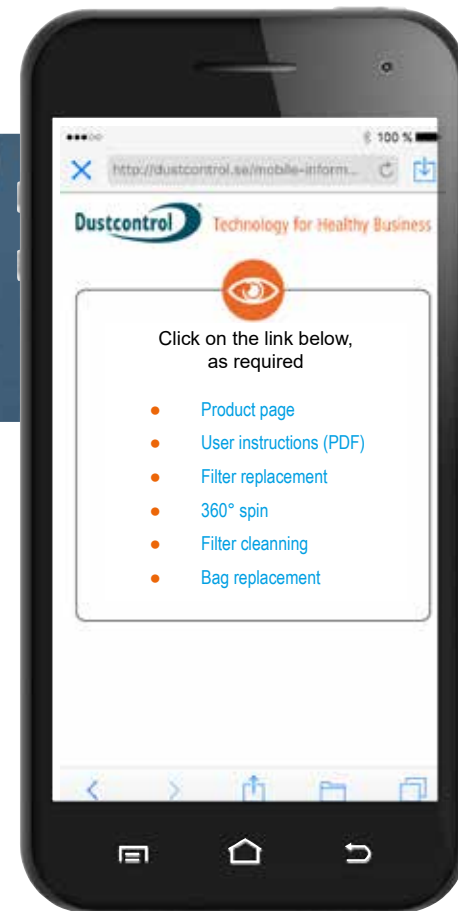 100 %
http://dustcontrol.se/mobile-inform...
Dustcontrol
Technology for Healthy Business
Click on the link below,
as required
Product page
User instructions (PDF)
Filter replacement
360° spin
Filter cleanning
Bag replacement